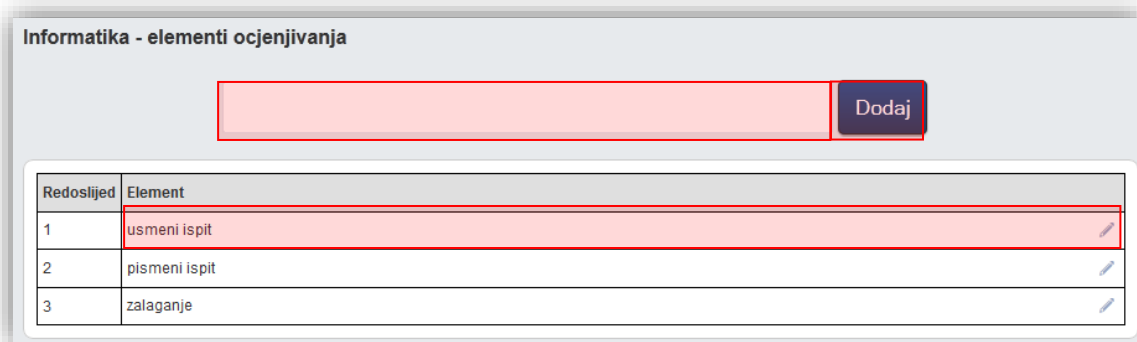 Informatika - elementi ocjenjivanja
Dodaj
Redoslijed Element
1 usmeni ispit
2 pismeni ispit
3 zalaganje